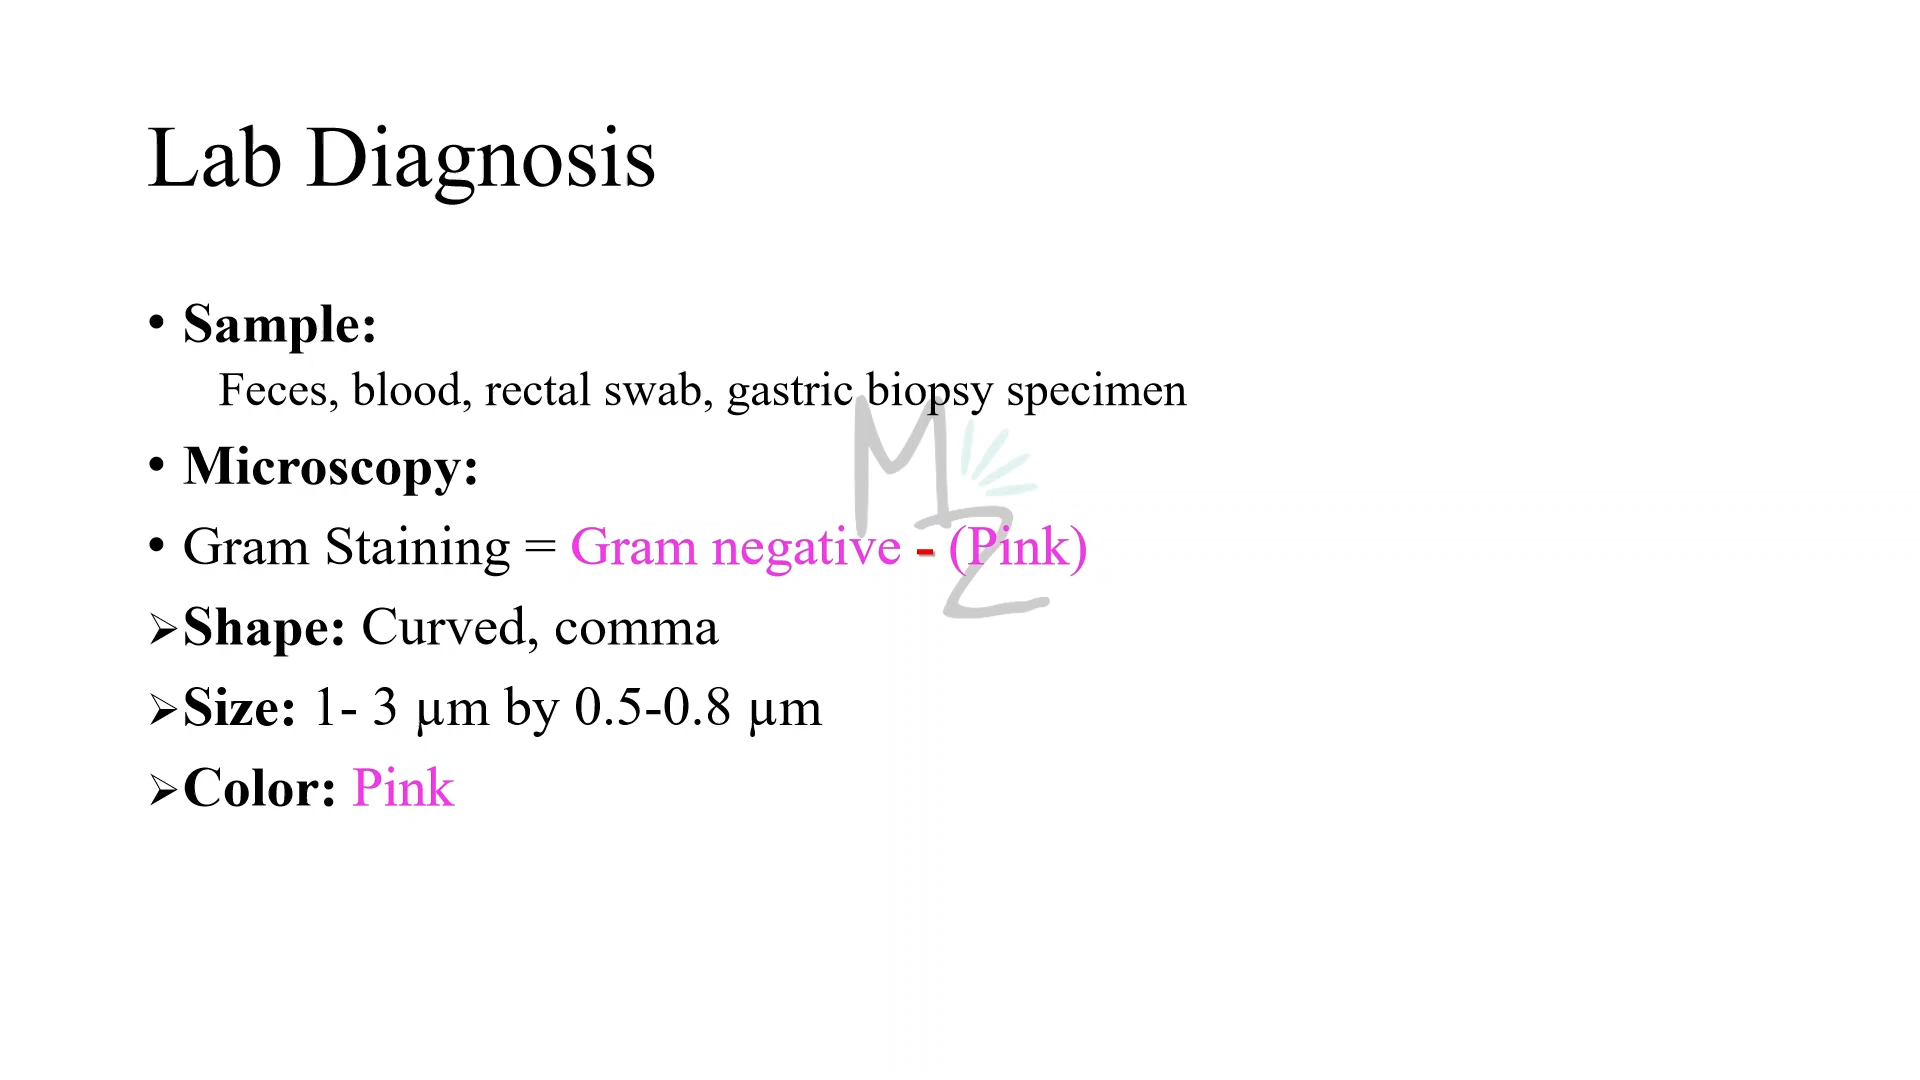 Lab Diagnosis
• Sample:
Feces, blood, rectal swab, gastric biopsy specimen
• Microscopy:
• Gram Staining = Gram negative - (Pink)
➢Shape: Curved, comma
➢Size: 1- 3 µm by 0.5-0.8 µm
➢Color: Pink
MZ